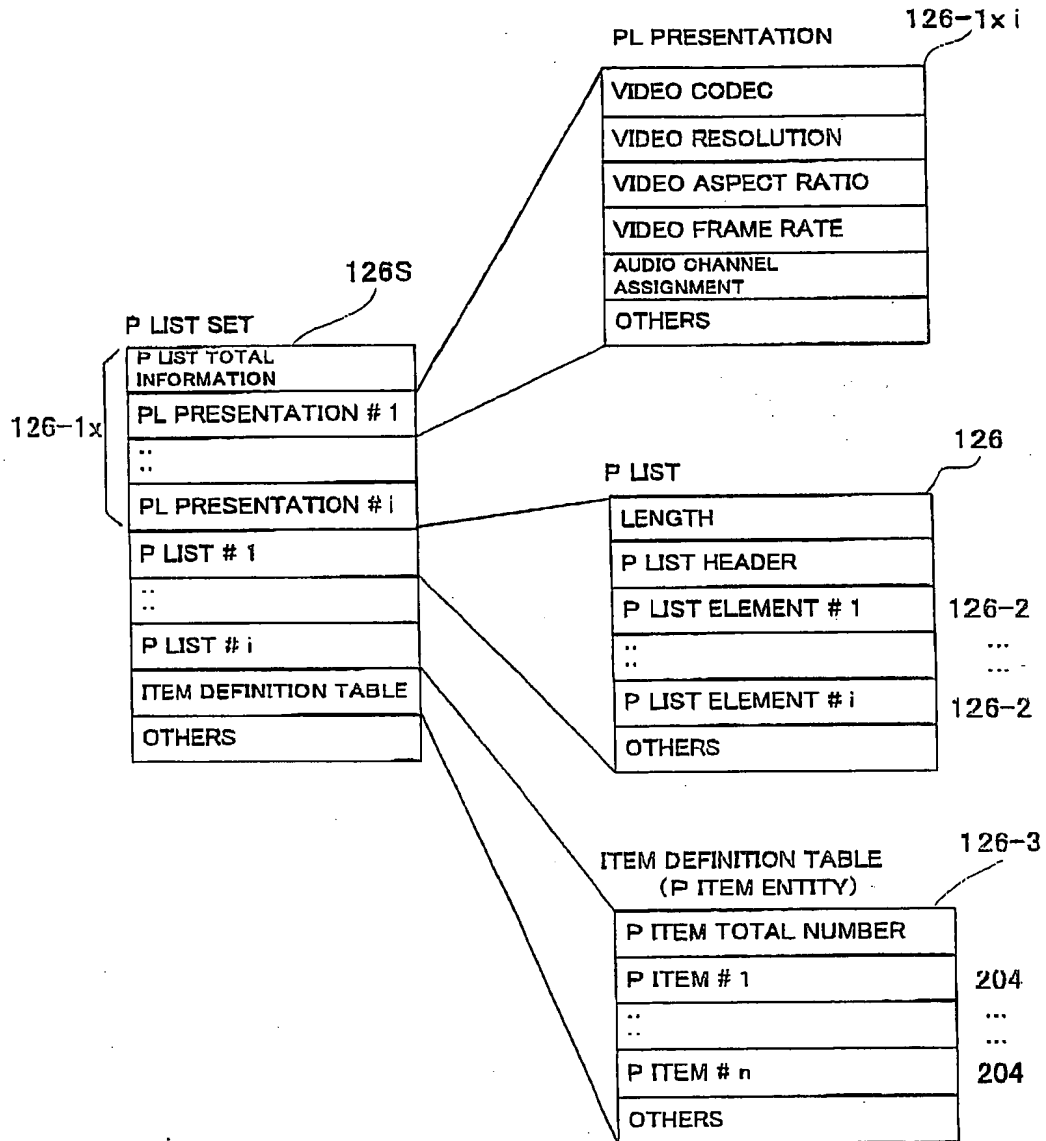 126-1x i
PL PRESENTATION
VIDEO CODEC
VIDEO RESOLUTION
VIDEO ASPECT RATIO
VIDEO FRAME RATE
AUDIO CHANNEL
ASSIGNMENT
OTHERS
126S
P LIST SET
P LIST TOTAL
INFORMATION
126-1x
PL PRESENTATION # 1
::
PL PRESENTATION # i
P LIST # 1
::
P LIST # i
ITEM DEFINITION TABLE
OTHERS
126
P LIST
LENGTH
P LIST HEADER
P LIST ELEMENT # 1 126-2
:: ...
...
P LIST ELEMENT # i 126-2
OTHERS
126-3
ITEM DEFINITION TABLE
(P ITEM ENTITY)
P ITEM TOTAL NUMBER
P ITEM # 1 204
:: ...
...
P ITEM # n 204
OTHERS